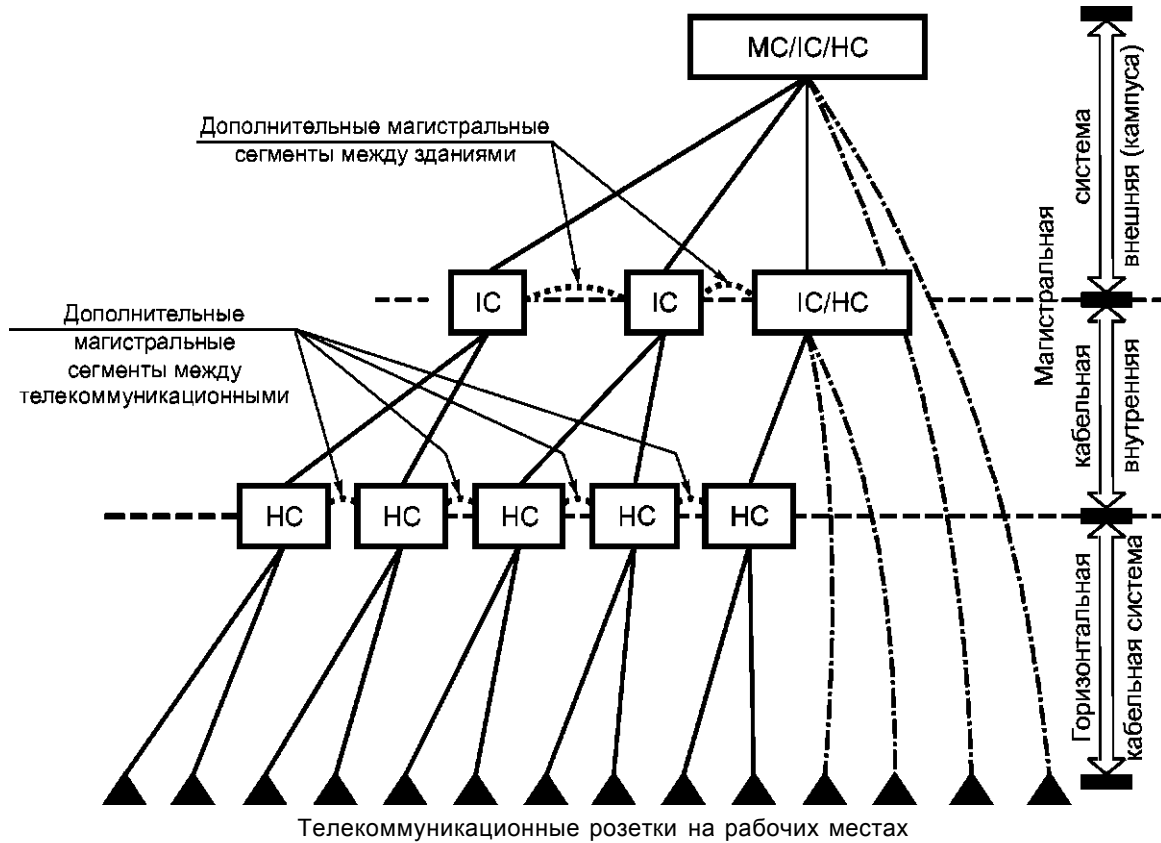 MC/IC/HC
Дополнительные магистральные
сегменты между зданиями
IC
IC
IC/HC
Дополнительные
магистральные
сегменты между
телекоммуникационными
HC
HC
HC
HC
HC
Магистральная
кабельная система
внутренняя внешняя (кампуса)
Горизонтальная
кабельная система
Телекоммуникационные розетки на рабочих местах